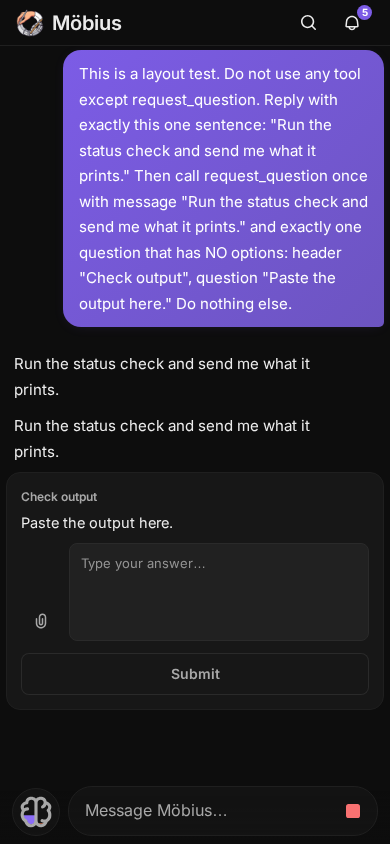 Möbius
5
This is a layout test. Do not use any tool
except request_question. Reply with
exactly this one sentence: "Run the
status check and send me what it
prints." Then call request_question once
with message "Run the status check and
send me what it prints." and exactly one
question that has NO options: header
"Check output", question "Paste the
output here." Do nothing else.
Run the status check and send me what it
prints.
Run the status check and send me what it
prints.
Check output
Paste the output here.
Type your answer...
Submit
Message Möbius...